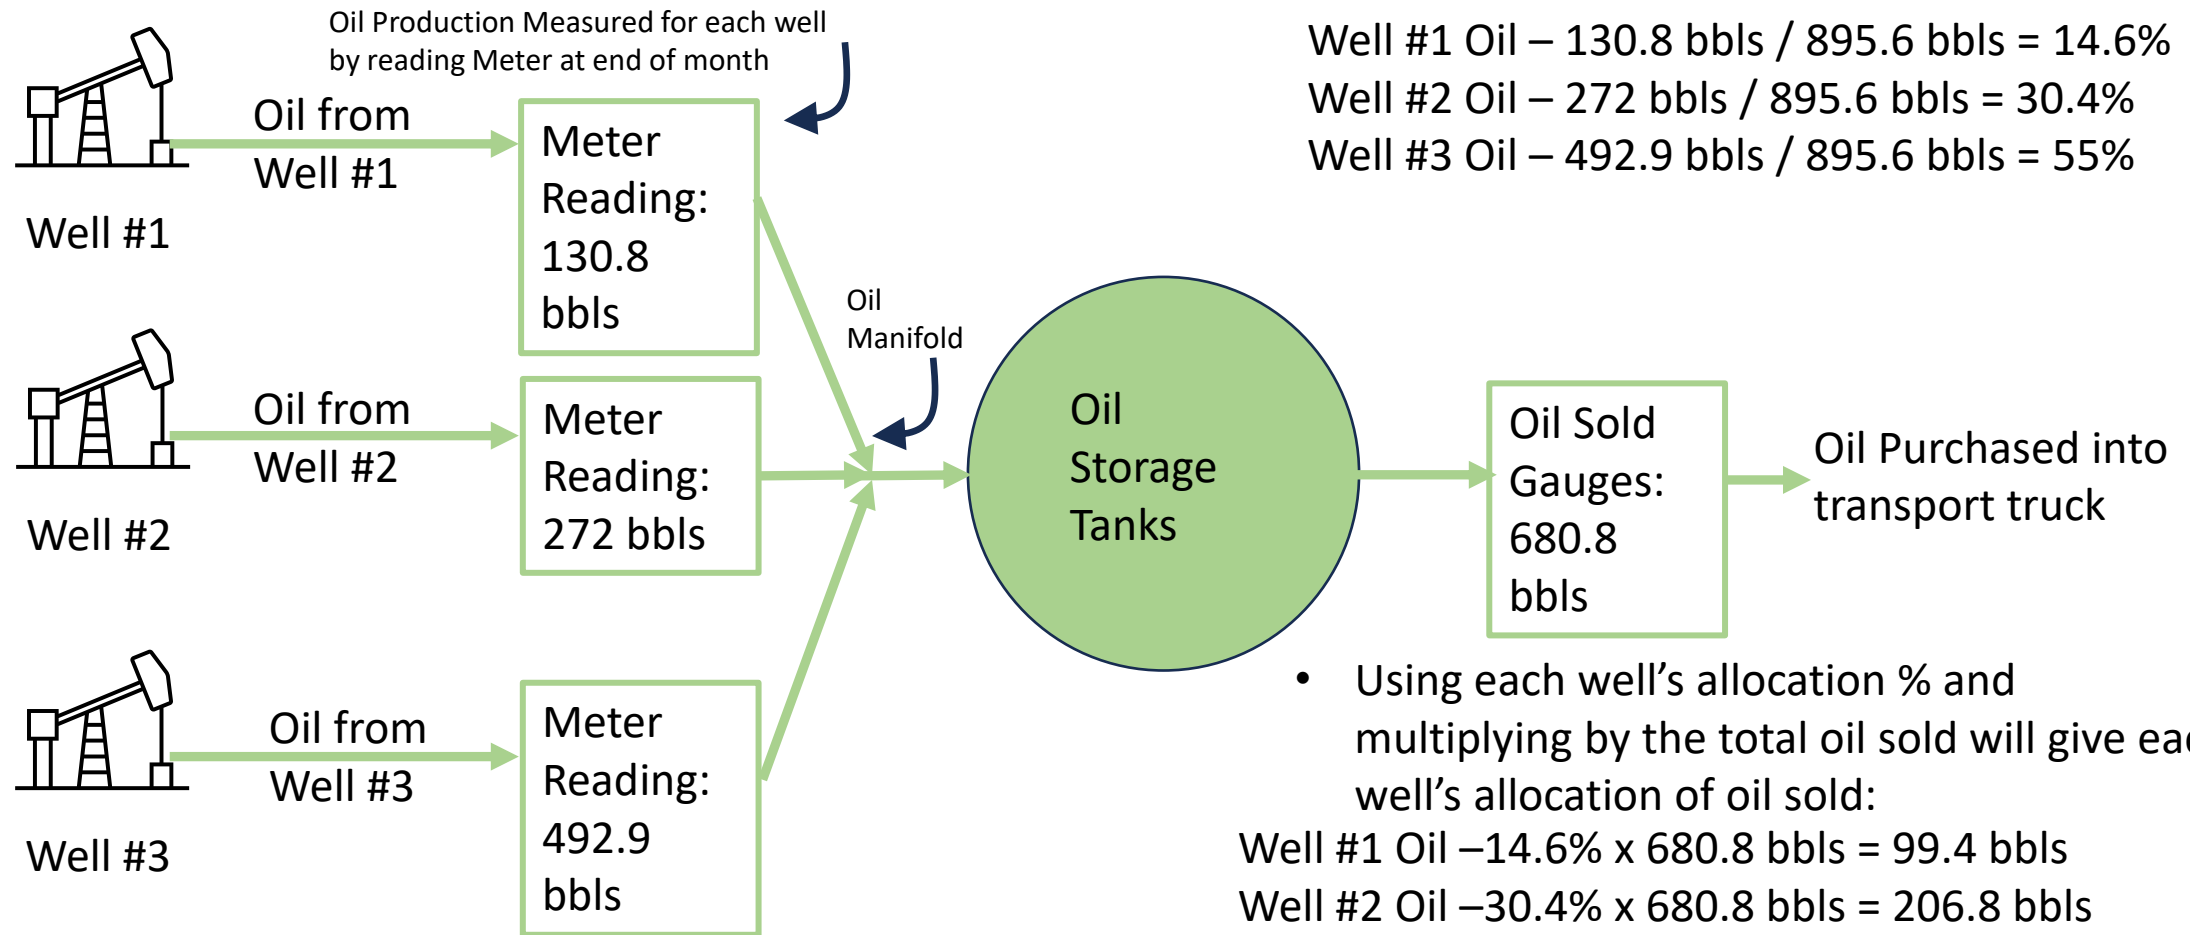 Oil Production Measured for each well
by reading Meter at end of month
Well #1 Oil – 130.8 bbls / 895.6 bbls = 14.6%
Well #2 Oil – 272 bbls / 895.6 bbls = 30.4%
Well #3 Oil – 492.9 bbls / 895.6 bbls = 55%
Oil from
Well #1
Well #1
Meter
Reading:
130.8
bbls
Oil
Manifold
Oil from
Well #2
Well #2
Meter
Reading:
272 bbls
Oil
Storage
Tanks
Oil Sold
Gauges:
680.8
bbls
Oil Purchased into
transport truck
Oil from
Well #3
Well #3
Meter
Reading:
492.9
bbls
• Using each well’s allocation % and
multiplying by the total oil sold will give eac
well’s allocation of oil sold:
Well #1 Oil –14.6% x 680.8 bbls = 99.4 bbls
Well #2 Oil –30.4% x 680.8 bbls = 206.8 bbls